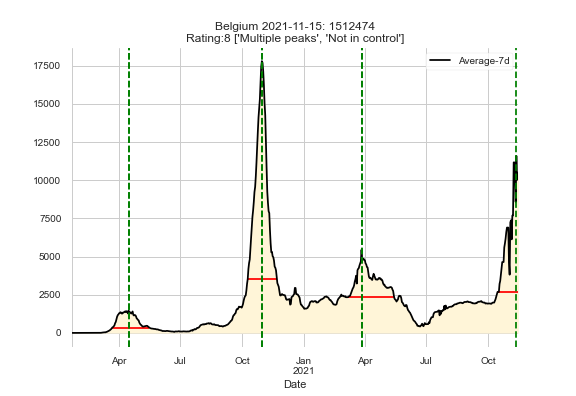 Belgium 2021-11-15: 1512474
Rating:8 ['Multiple peaks', 'Not in control']
Average-7d
17500
15000
12500
10000
7500
5000
2500
0
Apr Jul Oct Jan Apr Jul Oct
2021
Date